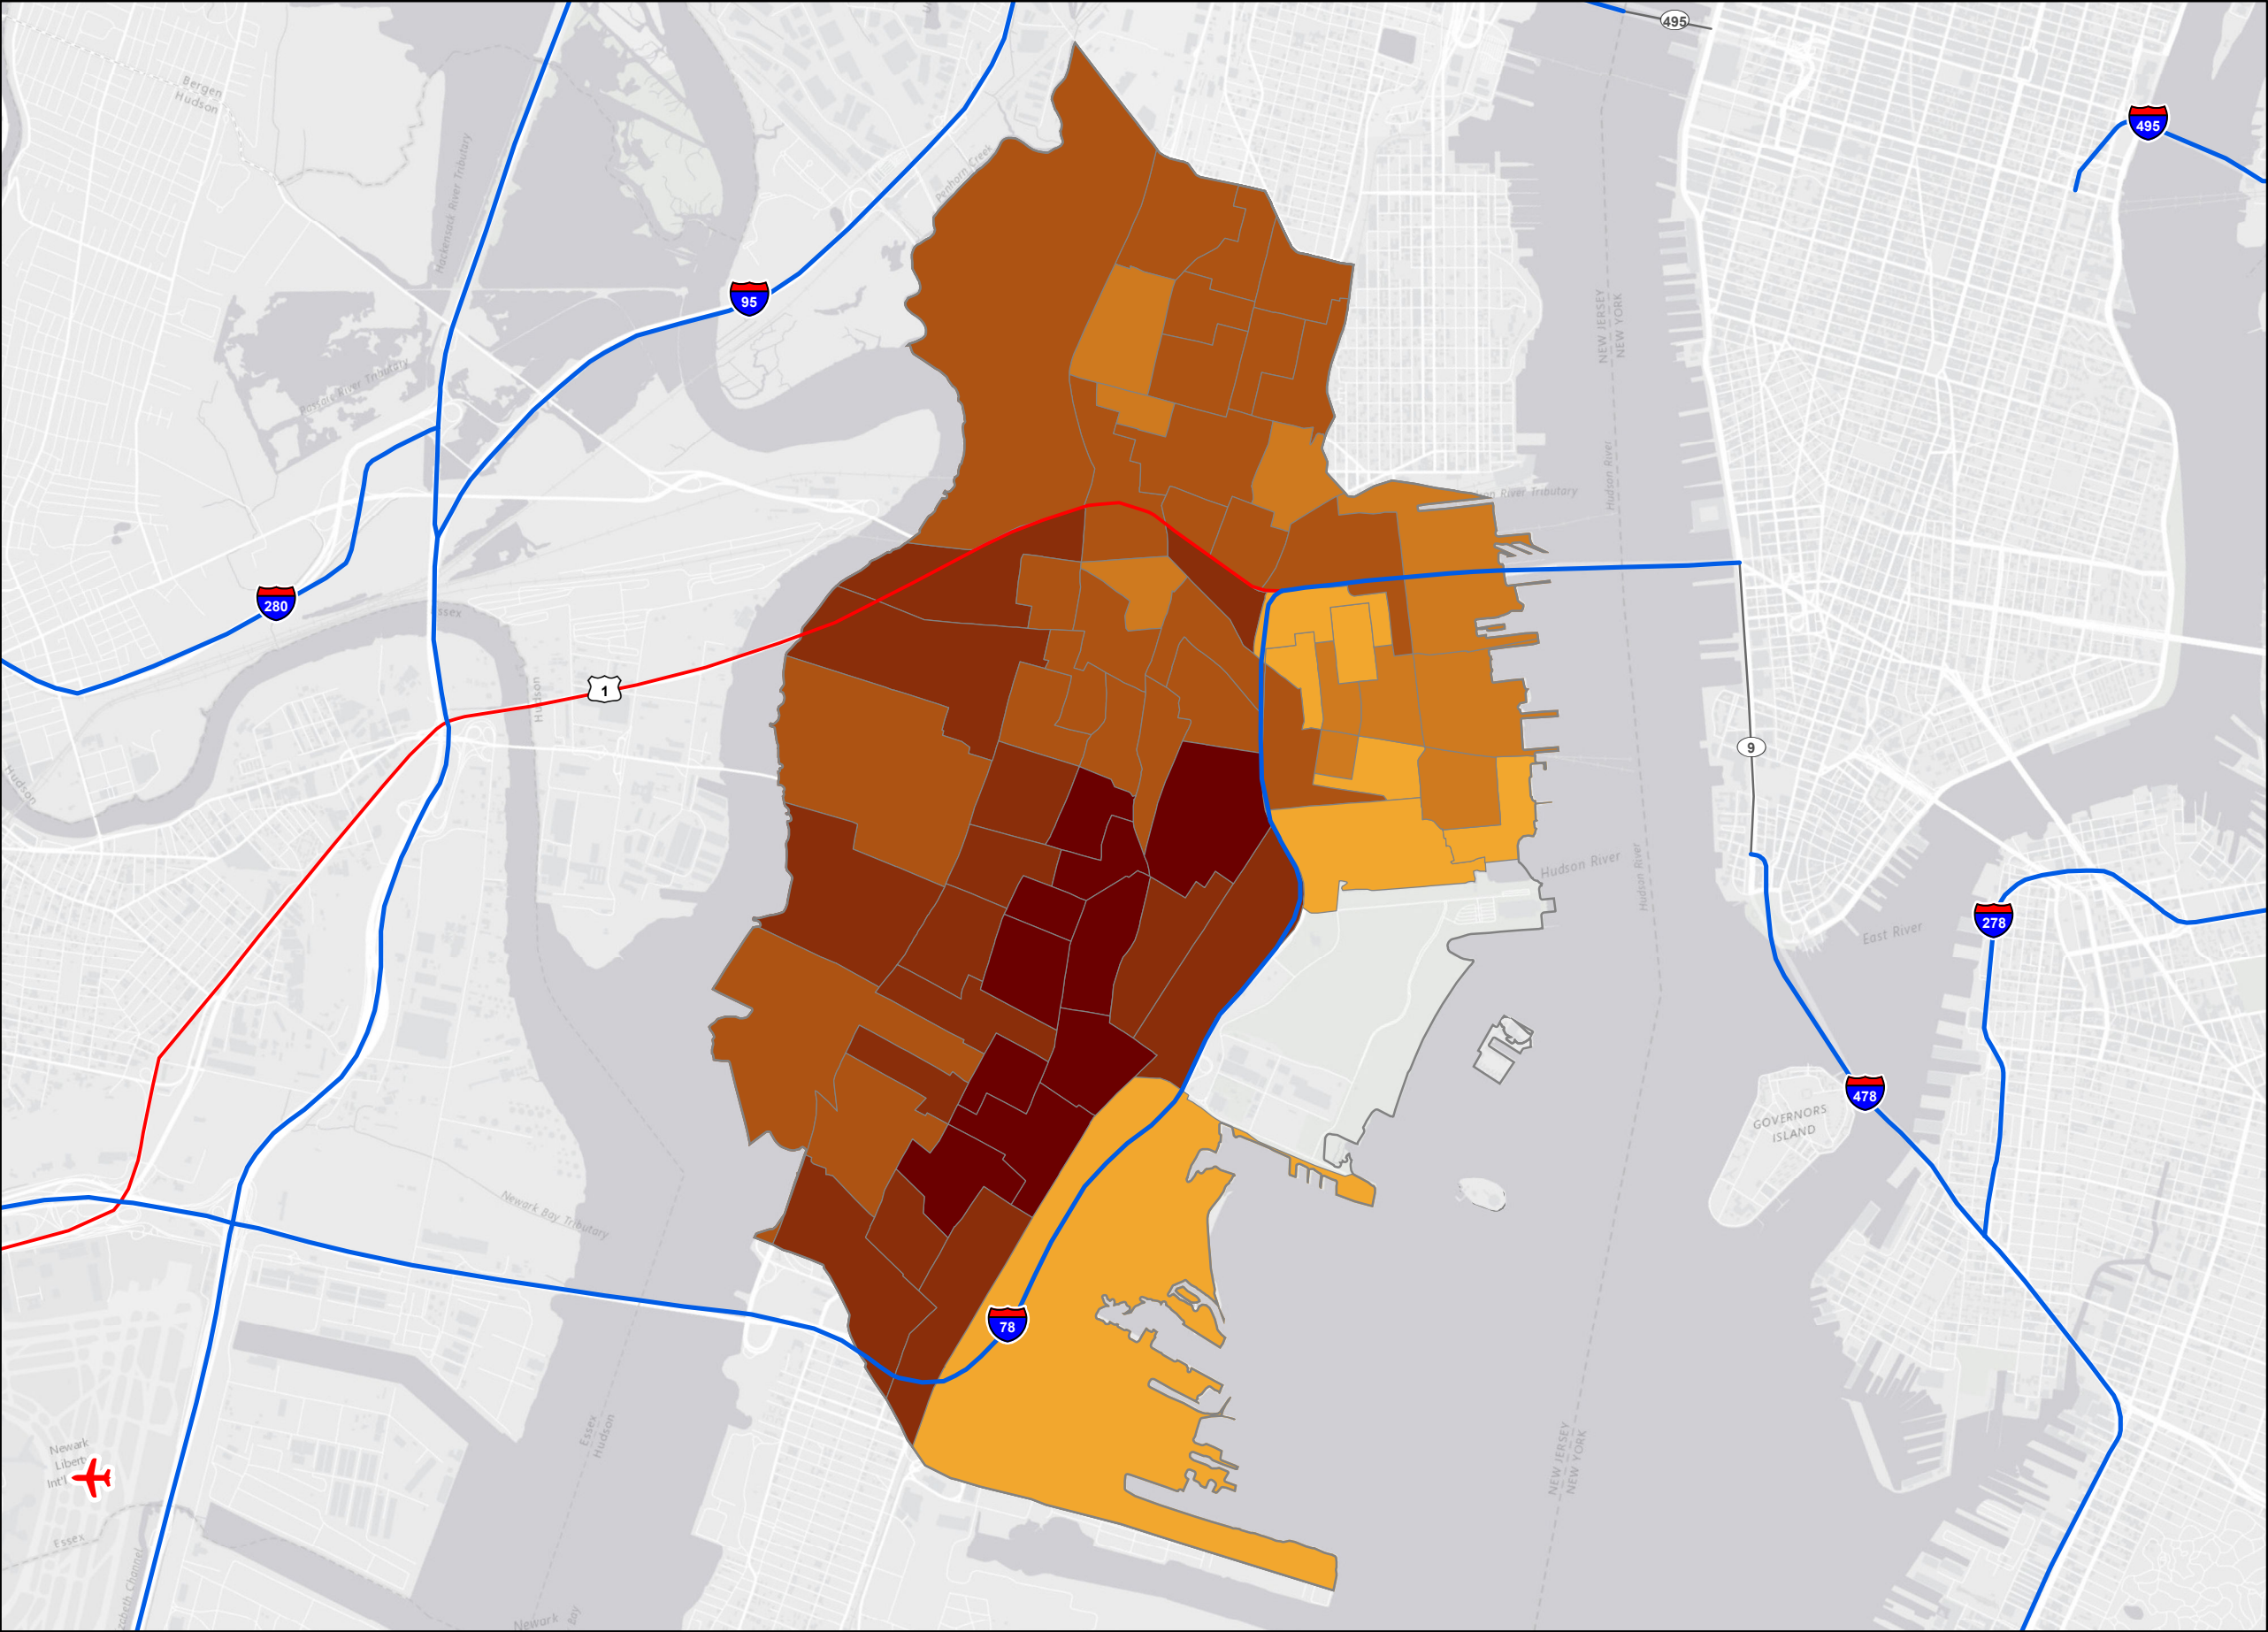 495
Bergen
Hudson
495
Hackensack River Tributary
Penhorn Creek
95
NEW JERSEY
NEW YORK
Passaic River Tributary
Hudson River
Hudson River Tributary
280
Essex
Hudson
1
9
Hudson
Hudson River
Hudson River
278
East River
478
GOVERNORS
ISLAND
Newark Bay Tributary
78
Essex
Hudson
NEW JERSEY
NEW YORK
Newark
Liberty
Int'l
Essex
Newark Bay